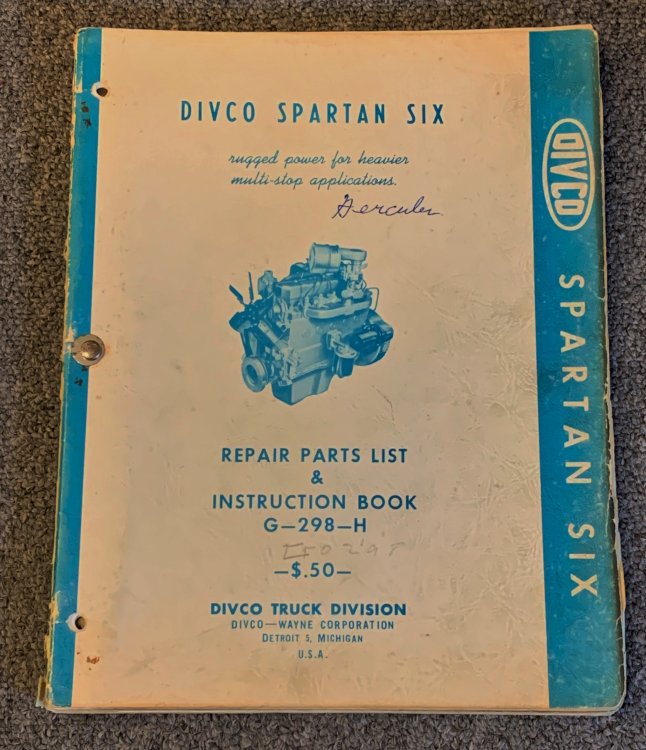 DIVCO SPARTAN SIX
rugged power for heavier
multi-stop applications.
Hercules
REPAIR PARTS LIST
&
INSTRUCTION BOOK
G—298—H
—$.50—
DIVCO TRUCK DIVISION
DIVCO—WAYNE CORPORATION
DETROIT 5, MICHIGAN
U.S.A.
DIVCO
SPARTAN SIX